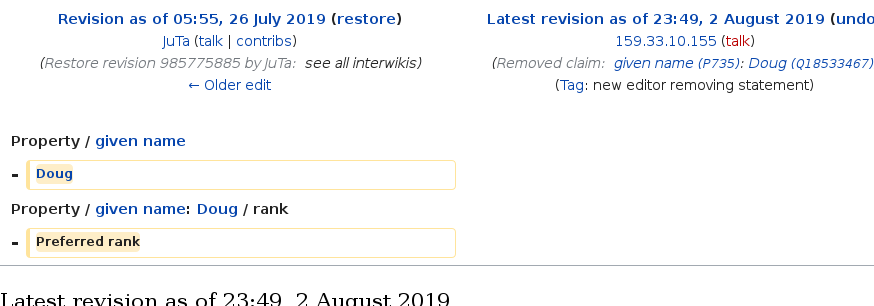 Revision as of 05:55, 26 July 2019 (restore)
JuTa (talk | contribs)
(Restore revision 985775885 by JuTa: see all interwikis)
← Older edit
Latest revision as of 23:49, 2 August 2019 (undo
159.33.10.155 (talk)
(Removed claim: given name (P735): Doug (Q18533467)
(Tag: new editor removing statement)
Property / given name
- Doug
Property / given name: Doug / rank
- Preferred rank
Latest revision as of 23:49, 2 August 2019